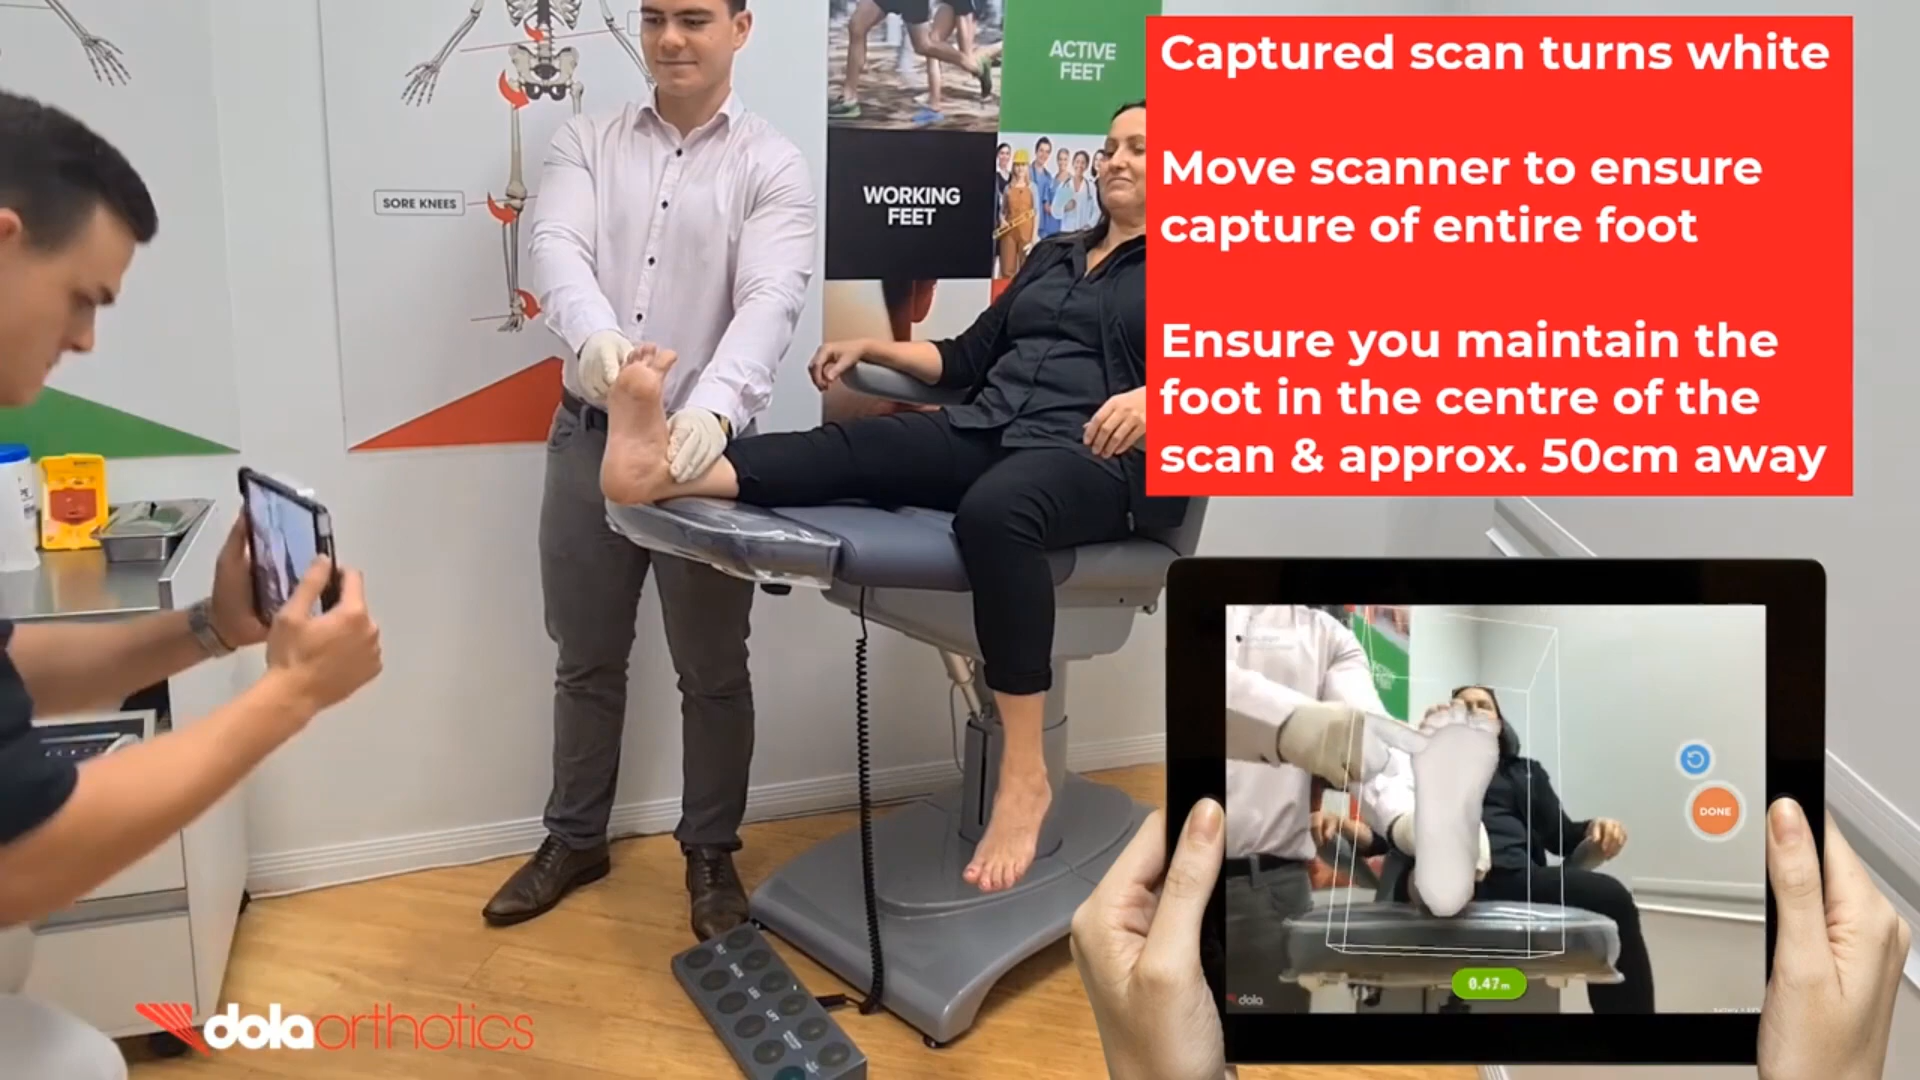 ACTIVE
FEET
WORKING
FEET
SORE KNEES
Captured scan turns white
Move scanner to ensure
capture of entire foot
Ensure you maintain the
foot in the centre of the
scan & approx. 50cm away
DONE
0.47m
dola
dolaorthotics
LIFT